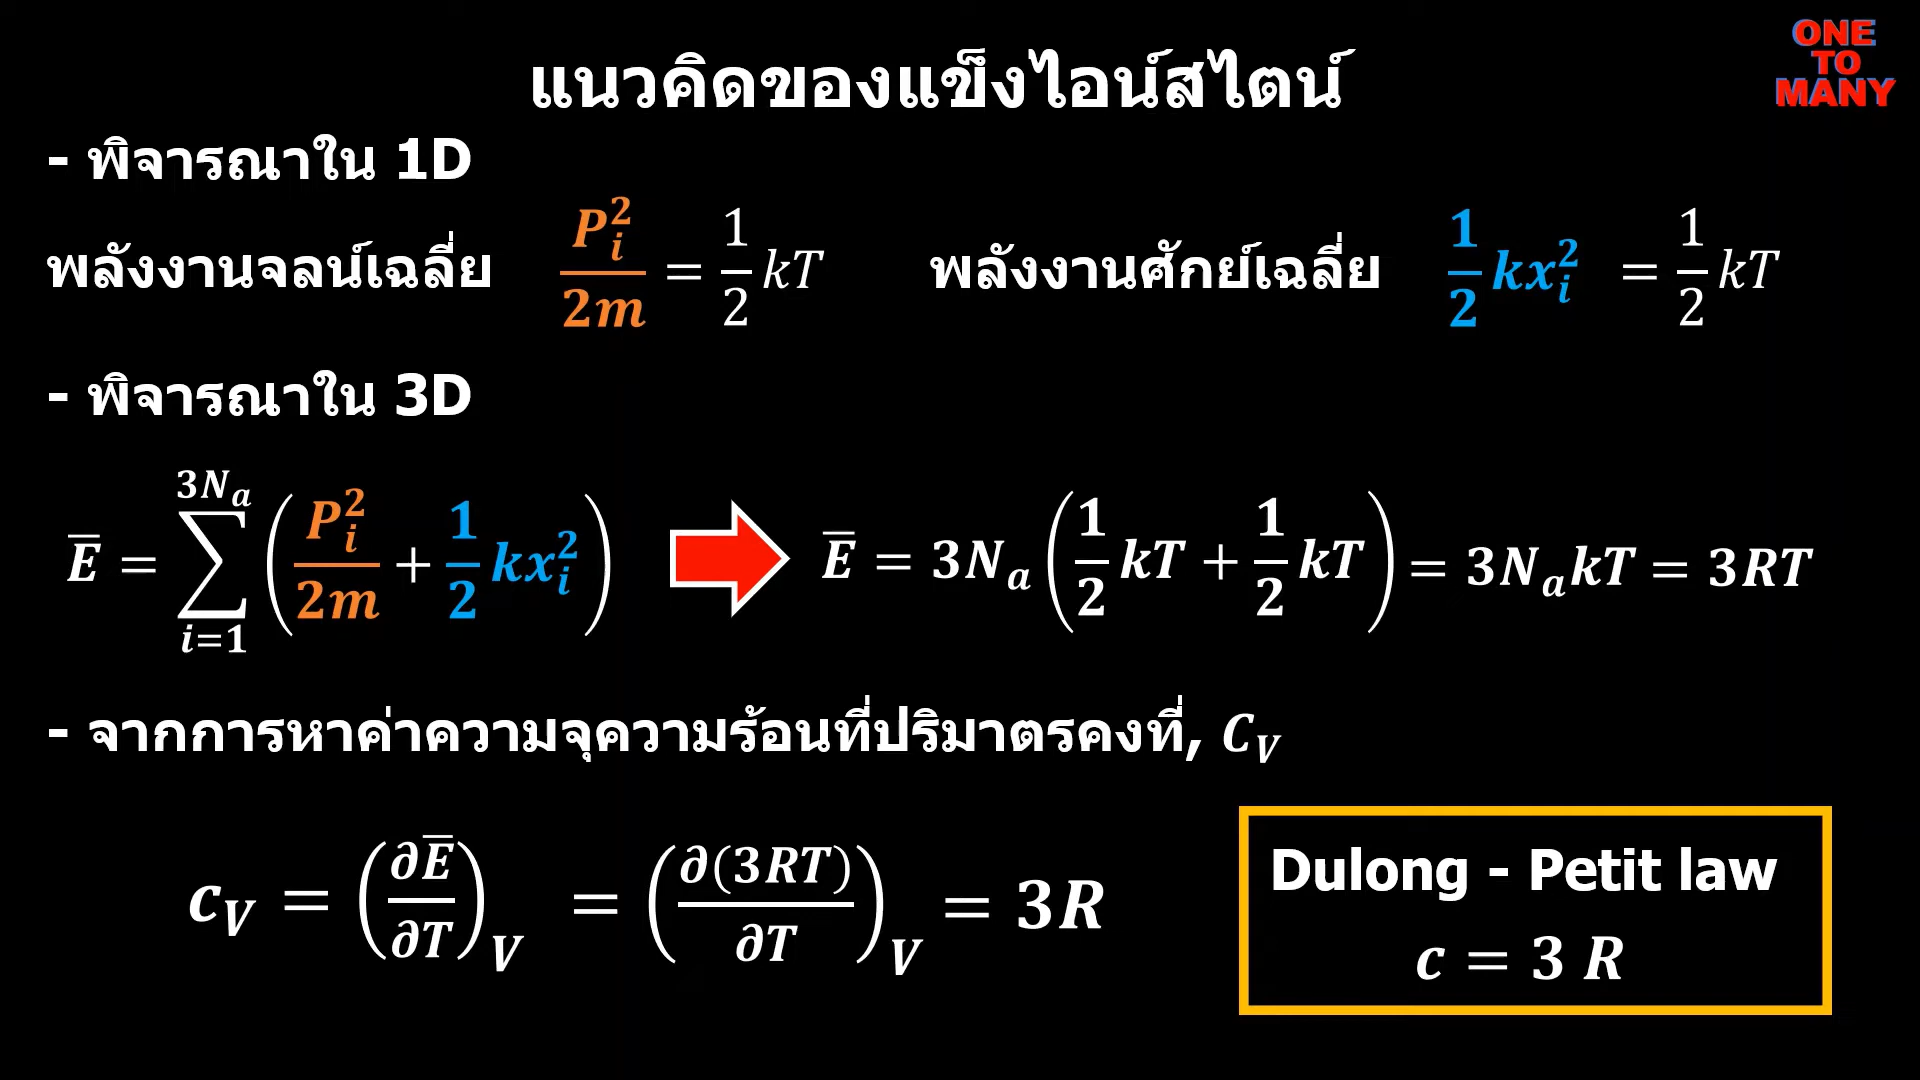 ONE
TO
MANY
แนวคิดของแข็งไอน์สไตน์
- พิจารณาใน 1D
พลังงานจลน์เฉลี่ย P_i^2/2m = 1/2 kT พลังงานศักย์เฉลี่ย 1/2 kx_i^2 = 1/2 kT
- พิจารณาใน 3D
E̅ = ∑_{i=1}^{3N_a} (P_i^2/2m + 1/2 kx_i^2) E̅ = 3N_a (1/2 kT + 1/2 kT) = 3N_a kT = 3RT
- จากการหาค่าความจุความร้อนที่ปริมาตรคงที่, C_V
c_V = (∂E̅/∂T)_V = (∂(3RT)/∂T)_V = 3R
Dulong - Petit law
c = 3 R